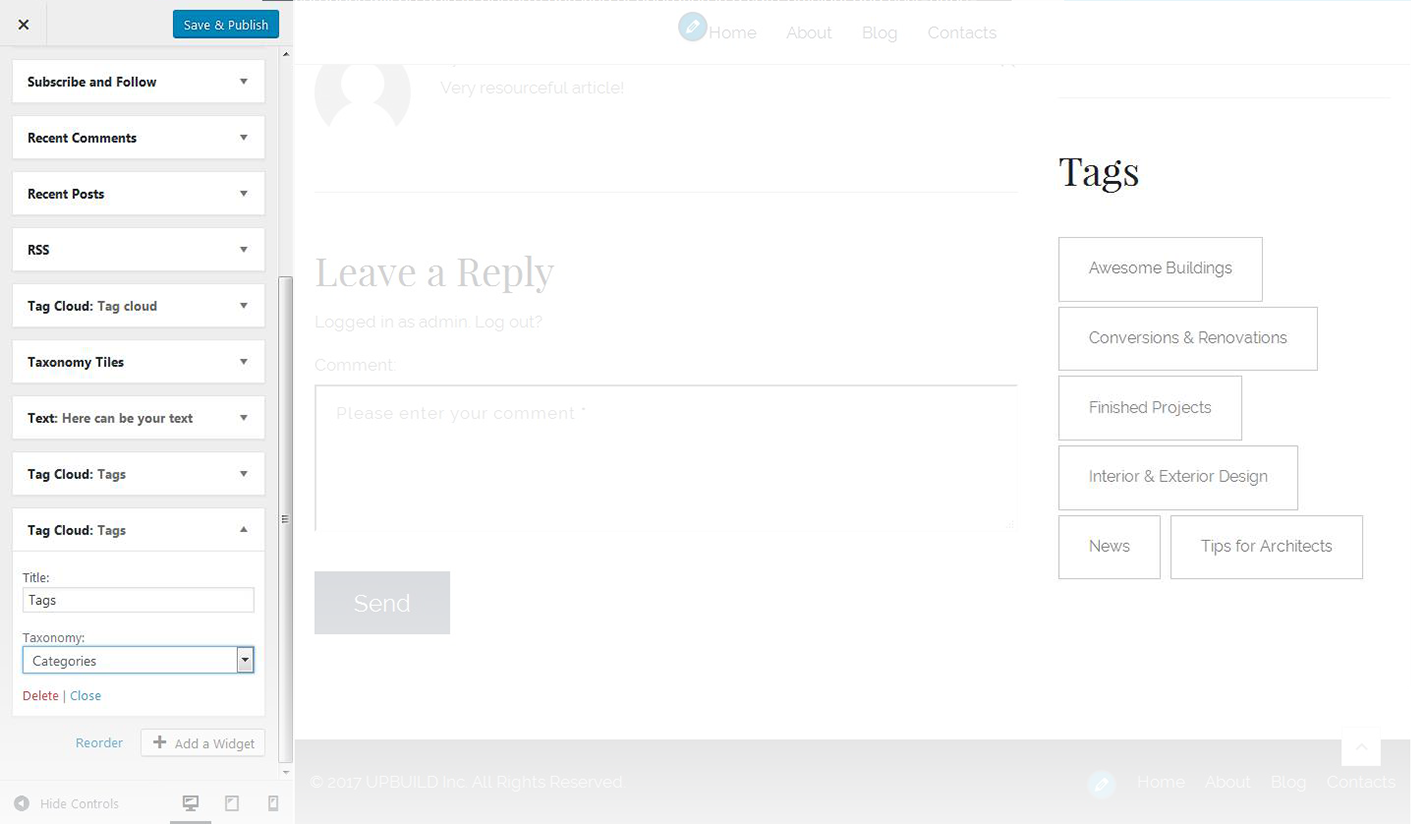 Save & Publish
Subscribe and Follow
Recent Comments
Recent Posts
RSS
Tag Cloud: Tag cloud
Taxonomy Tiles
Text: Here can be your text
Tag Cloud: Tags
Tag Cloud: Tags
Title:
Tags
Taxonomy:
Categories
Delete | Close
Reorder
Add a Widget
Hide Controls
Home About Blog Contacts
Very resourceful article!
Leave a Reply
Logged in as admin. Log out?
Comment
Please enter your comment *
Send
Tags
Awesome Buildings
Conversions & Renovations
Finished Projects
Interior & Exterior Design
News Tips for Architects
© 2017 UPBUILD Inc. All Rights Reserved
Home About Blog Contacts